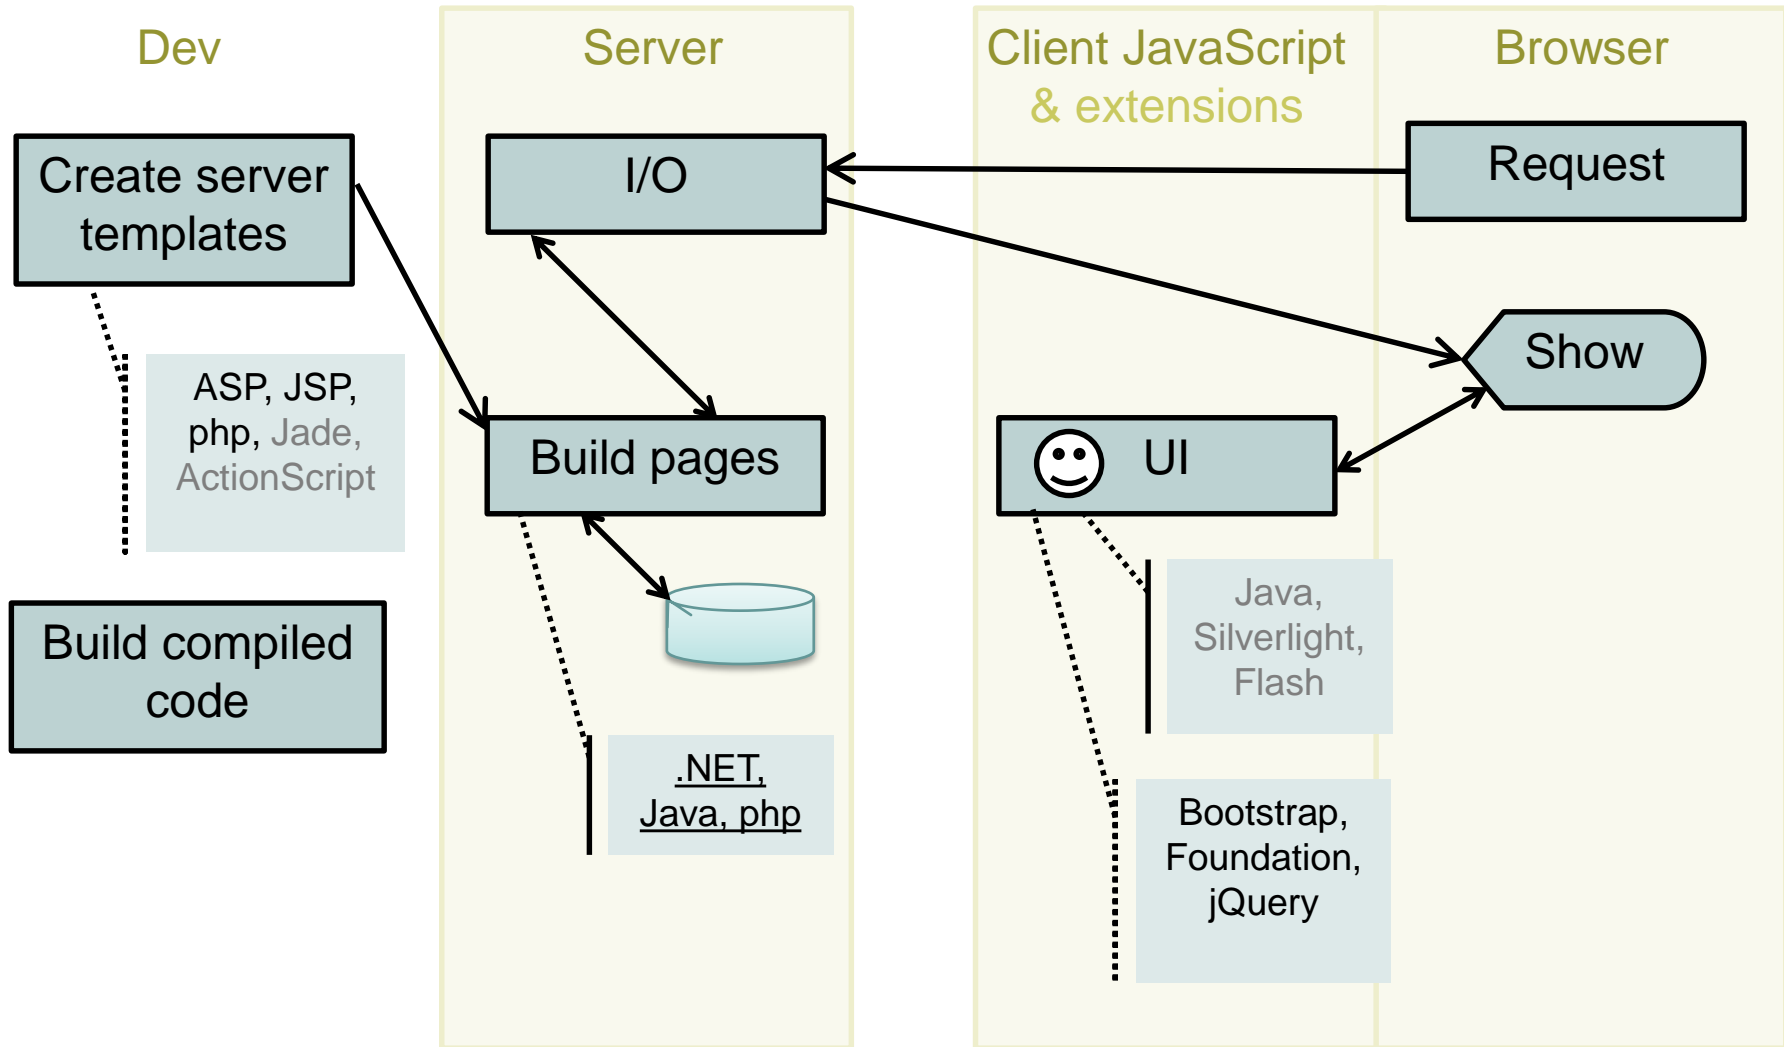 Dev
Server
Client JavaScript
& extensions
Browser
Create server
templates
I/O
Request
Show
ASP, JSP,
php, Jade,
ActionScript
Build pages
UI
Build compiled
code
Java,
Silverlight,
Flash
.NET,
Java, php
Bootstrap,
Foundation,
jQuery